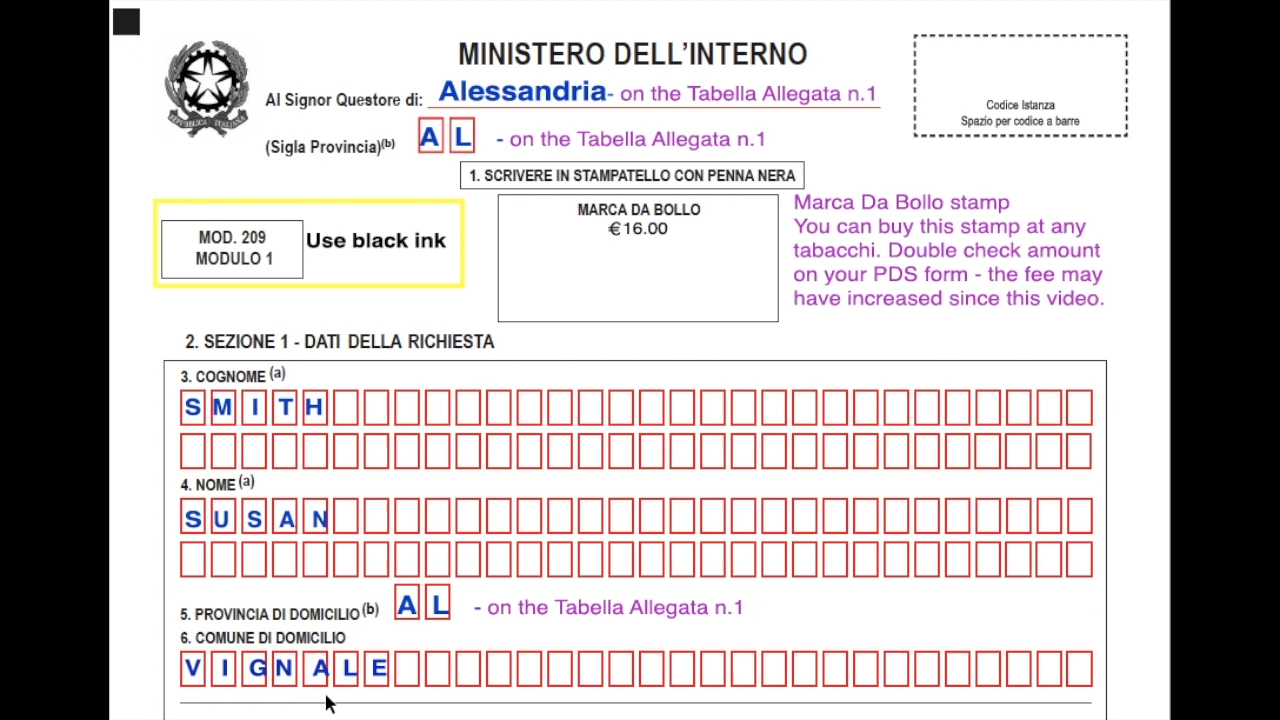 MINISTERO DELL'INTERNO
Al Signor Questore di: Alessandria- on the Tabella Allegata n.1
Codice Istanza
Spazio per codice a barre
(Sigla Provincia)(b) A L - on the Tabella Allegata n.1
1. SCRIVERE IN STAMPATELLO CON PENNA NERA
MOD. 209
MODULO 1
Use black ink
MARCA DA BOLLO
€16.00
Marca Da Bollo stamp
You can buy this stamp at any
tabacchi. Double check amount
on your PDS form - the fee may
have increased since this video.
2. SEZIONE 1 - DATI DELLA RICHIESTA
3. COGNOME (a)
S M I T H
4. NOME (a)
S U S A N
5. PROVINCIA DI DOMICILIO (b) A L - on the Tabella Allegata n.1
6. COMUNE DI DOMICILIO
V I G N A L E